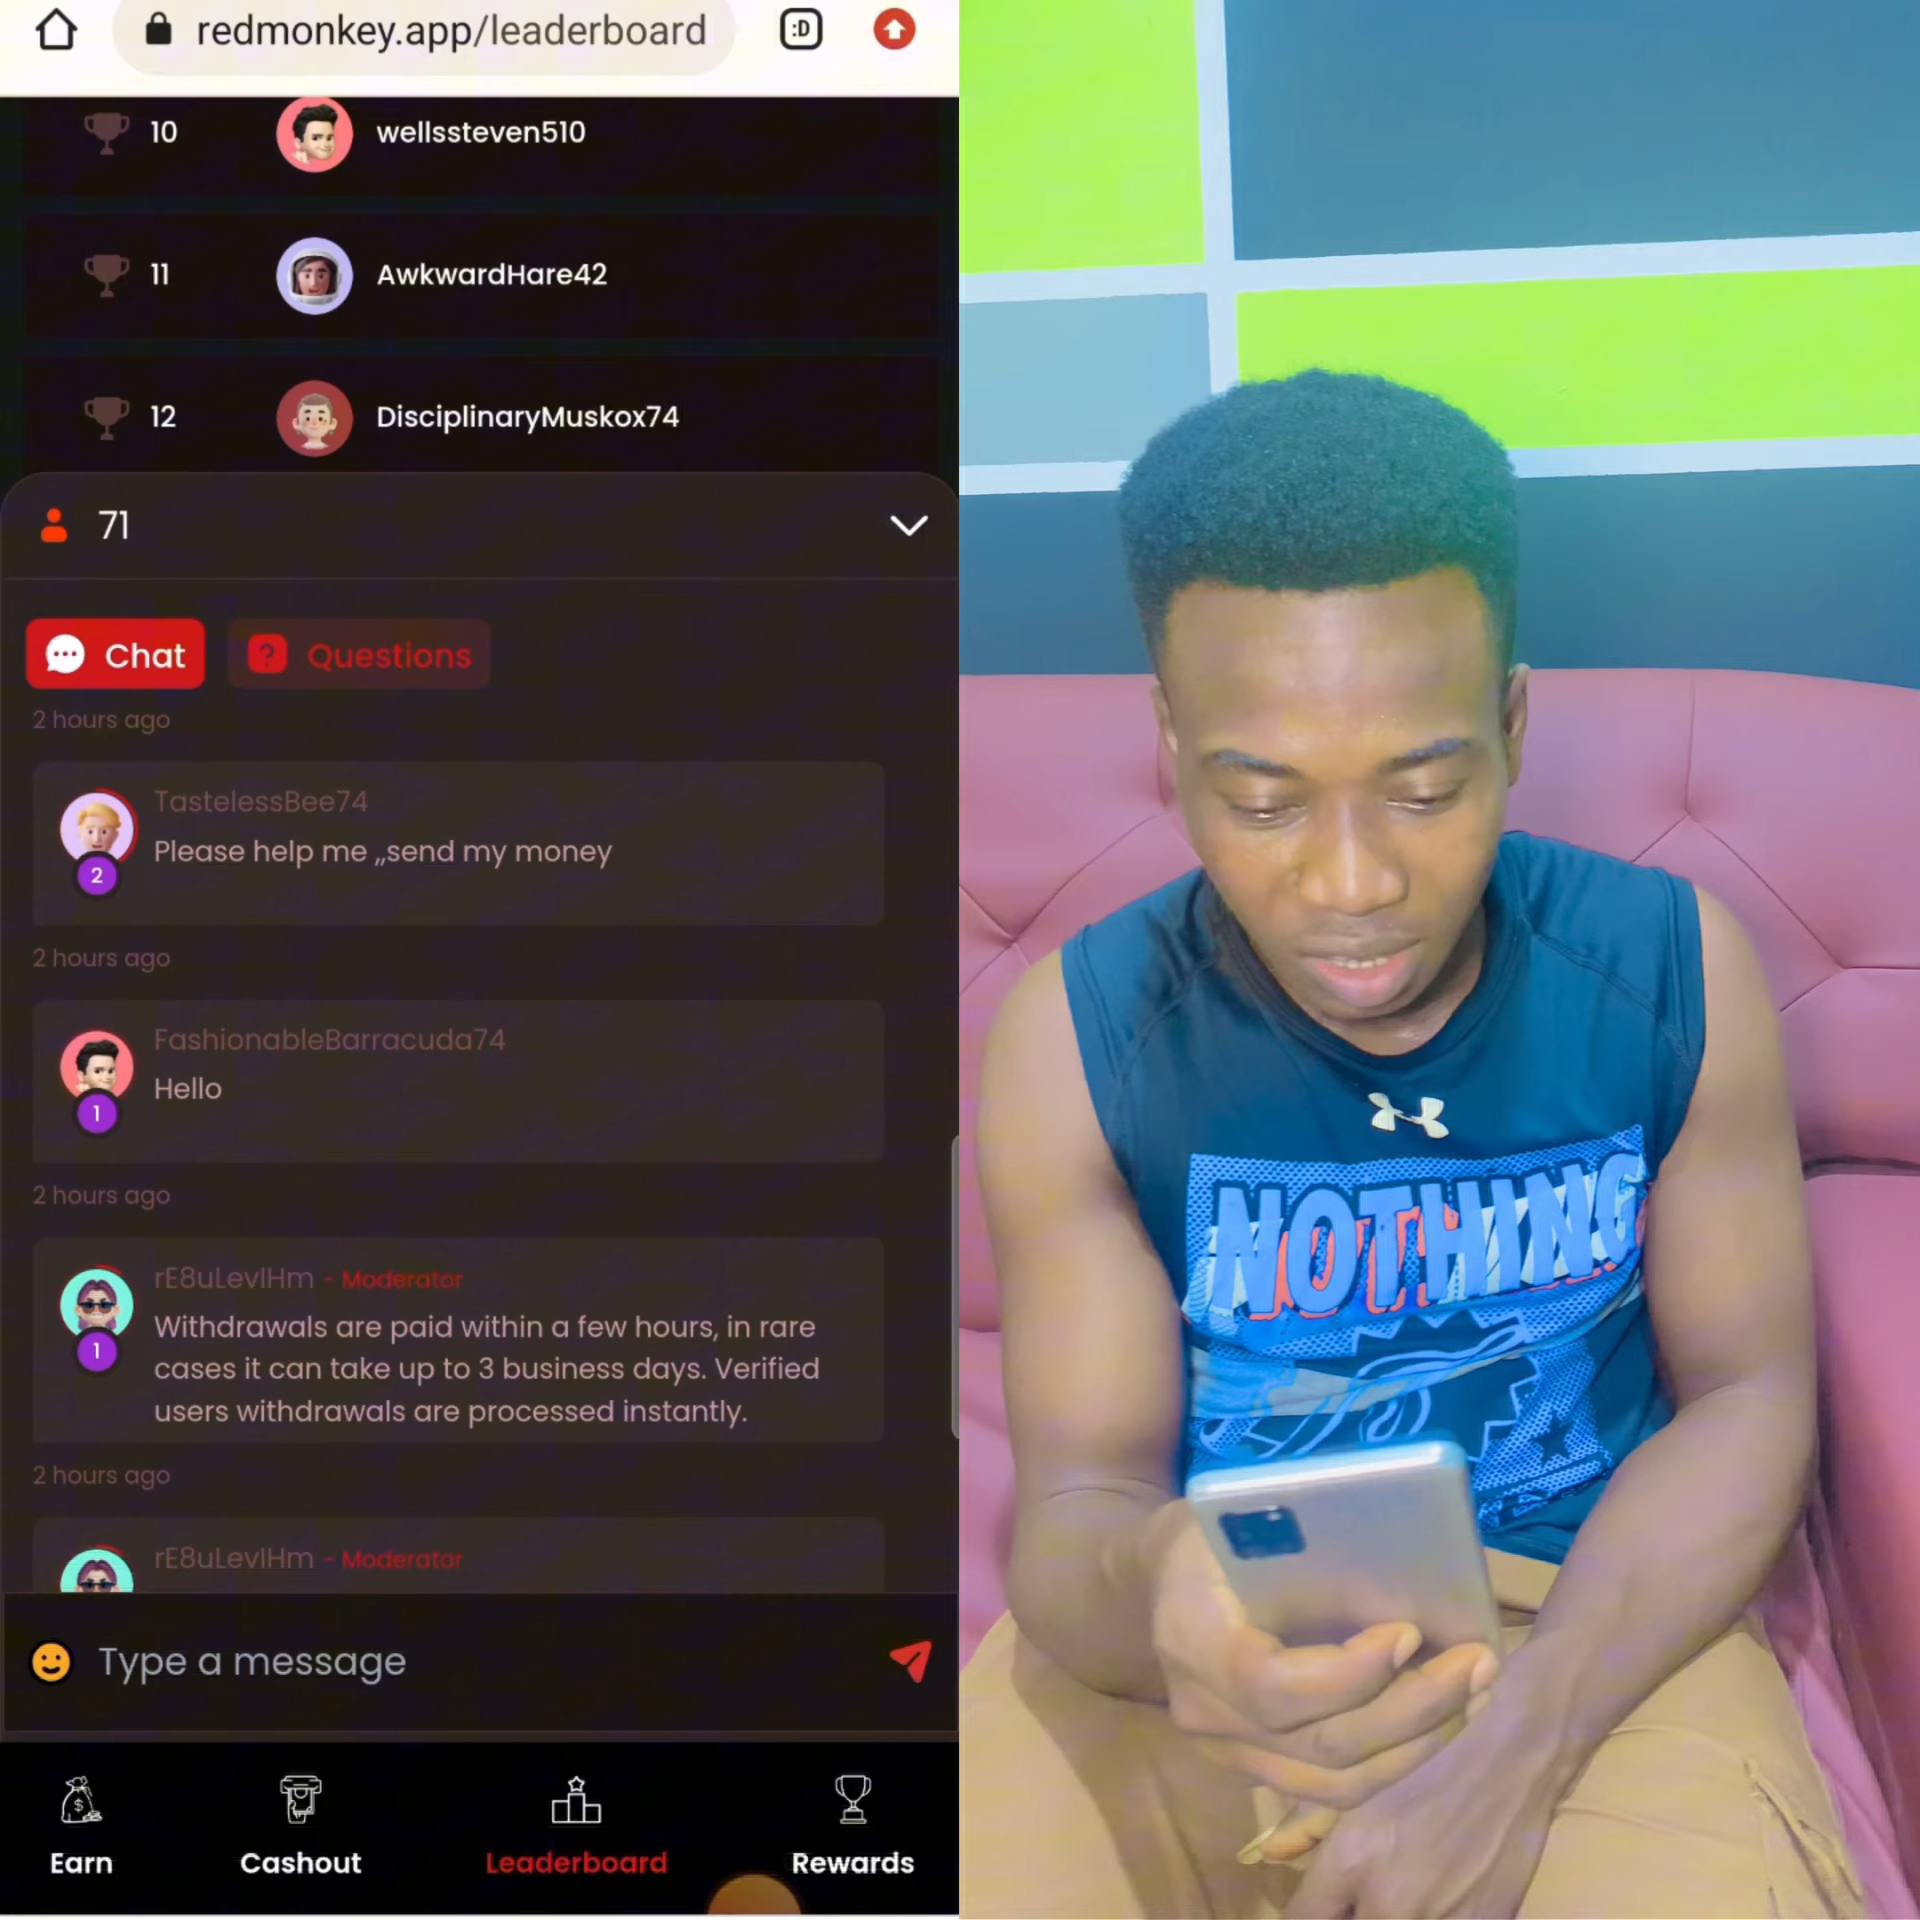 redmonkey.app/leaderboard
:D
10
wellssteven510
11
AwkwardHare42
12
DisciplinaryMuskox74
71
Chat
? Questions
2 hours ago
TastelessBee74
Please help me ,,send my money
2
2 hours ago
FashionableBarracuda74
Hello
1
2 hours ago
rE8uLevlHm - Moderator
Withdrawals are paid within a few hours, in rare
cases it can take up to 3 business days. Verified
users withdrawals are processed instantly.
1
2 hours ago
rE8uLevlHm - Moderator
Type a message
$
Earn
Cashout
Leaderboard
Rewards
NOTHING